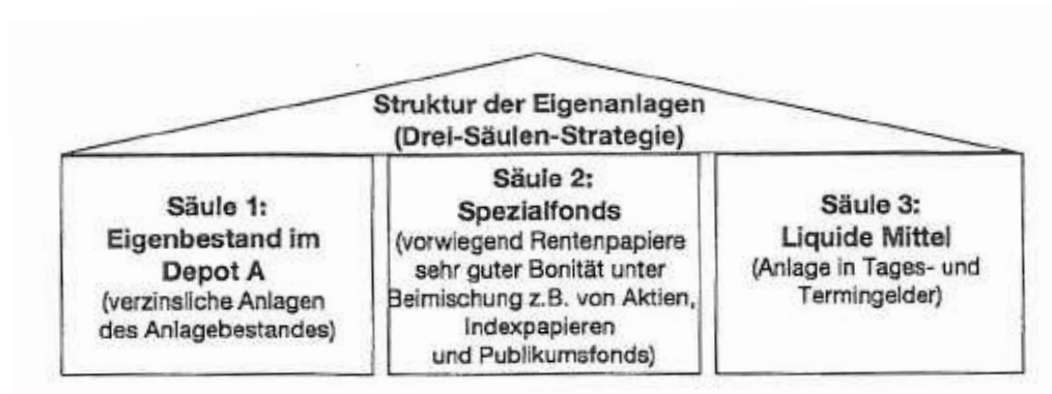 Struktur der Eigenanlagen
(Drei-Säulen-Strategie)
Säule 1:
Eigenbestand im
Depot A
(verzinsliche Anlagen
des Anlagebestandes)
Säule 2:
Spezialfonds
(vorwiegend Rentenpapiere
sehr guter Bonität unter
Beimischung z.B. von Aktien,
Indexpapieren
und Publikumsfonds)
Säule 3:
Liquide Mittel
(Anlage in Tages- und
Termingelder)